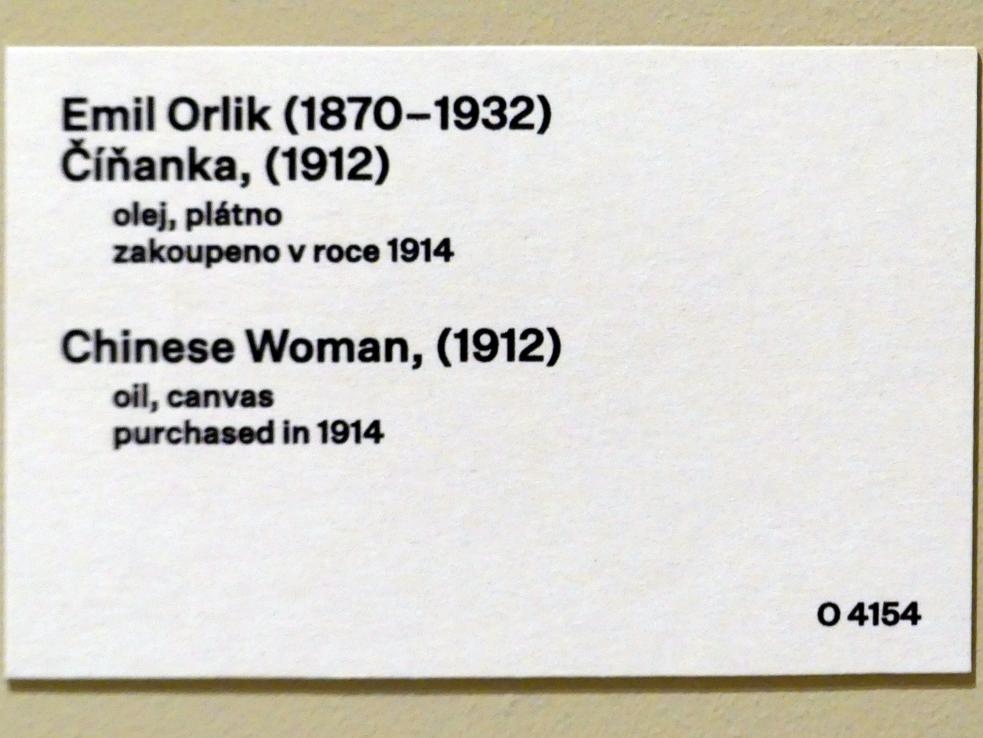 Emil Orlik (1870–1932)
Číňanka, (1912)
olej, plátno
zakoupeno v roce 1914
Chinese Woman, (1912)
oil, canvas
purchased in 1914
O 4154